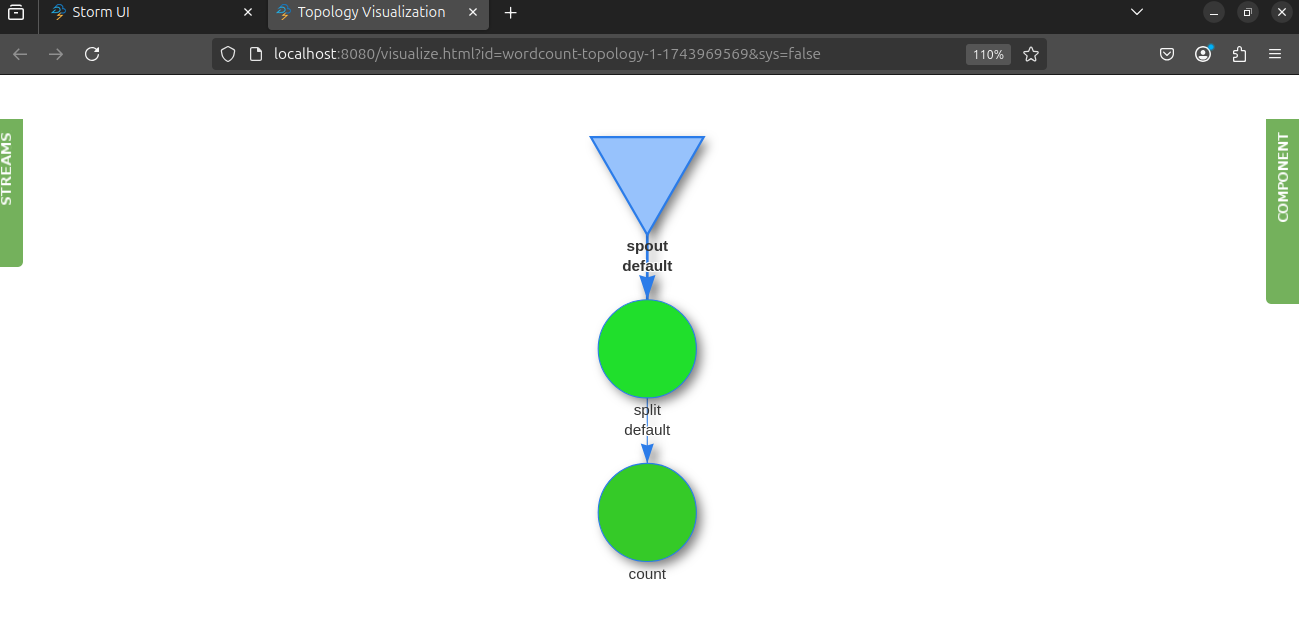 Storm UI
Topology Visualization
localhost:8080/visualize.html?id=wordcount-topology-1-1743969569&sys=false
110%
STREAMS
COMPONENT
spout
default
split
default
count